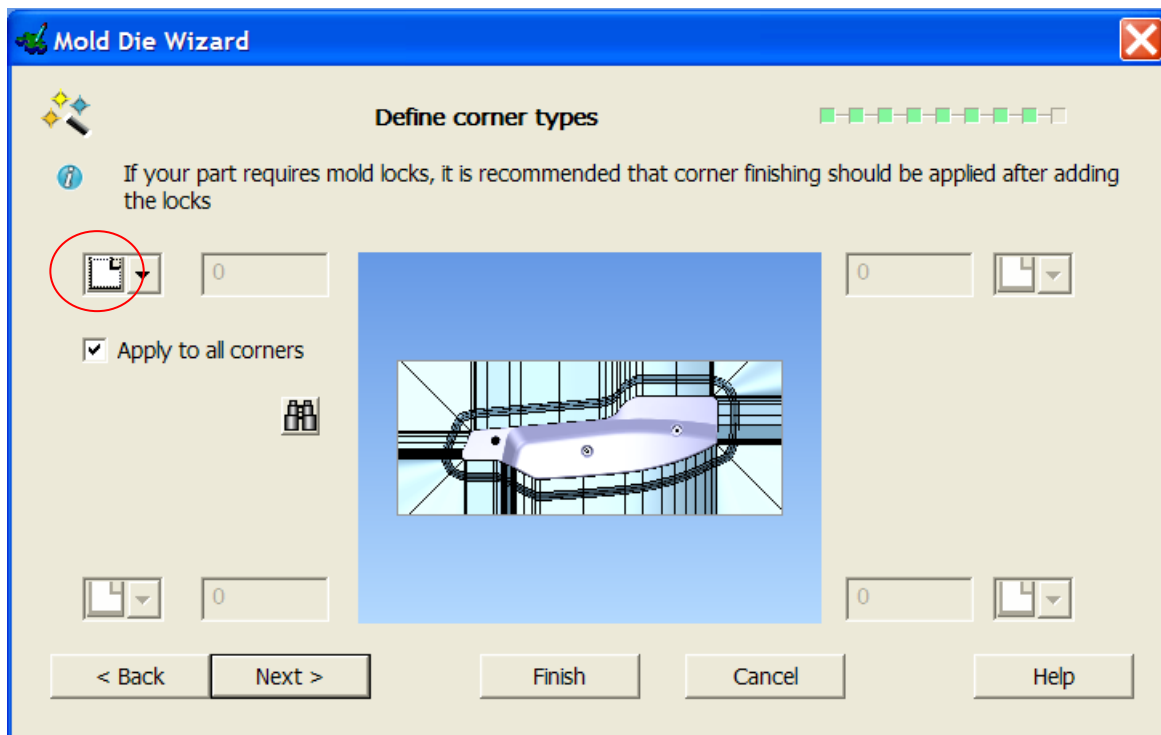 Mold Die Wizard
Define corner types
If your part requires mold locks, it is recommended that corner finishing should be applied after adding
the locks
0
0
Apply to all corners
0
0
< Back
Next >
Finish
Cancel
Help